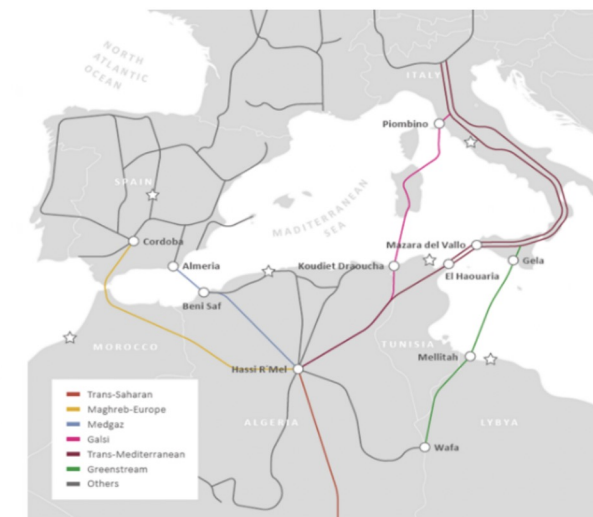 NORTH
ATLANTIC
OCEAN
ITALY
Piombino
SPAIN
MEDITERRANEAN
SEA
Cordoba
Mazara del Vallo
Almeria
Koudiet Draoucha
Gela
El Haouaria
Beni Saf
MOROCCO
TUNISIA
Mellitah
Hassi R´Mel
ALGERIA
LYBYA
Wafa
Trans-Saharan
Maghreb-Europe
Medgaz
Galsi
Trans-Mediterranean
Greenstream
Others